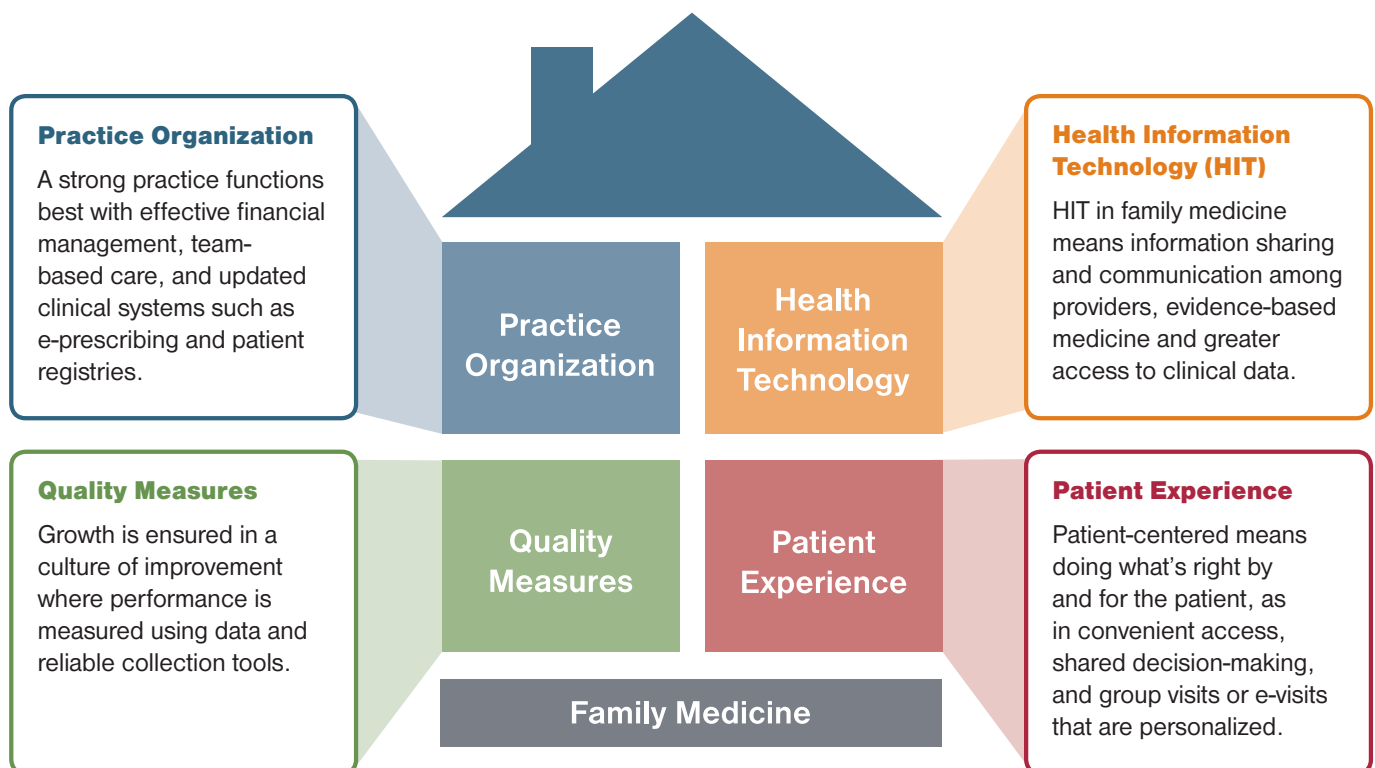 Practice Organization
A strong practice functions
best with effective financial
management, team-
based care, and updated
clinical systems such as
e-prescribing and patient
registries.
Health Information
Technology (HIT)
HIT in family medicine
means information sharing
and communication among
providers, evidence-based
medicine and greater
access to clinical data.
Practice
Organization
Health
Information
Technology
Quality Measures
Growth is ensured in a
culture of improvement
where performance is
measured using data and
reliable collection tools.
Quality
Measures
Patient
Experience
Patient Experience
Patient-centered means
doing what's right by
and for the patient, as
in convenient access,
shared decision-making,
and group visits or e-visits
that are personalized.
Family Medicine